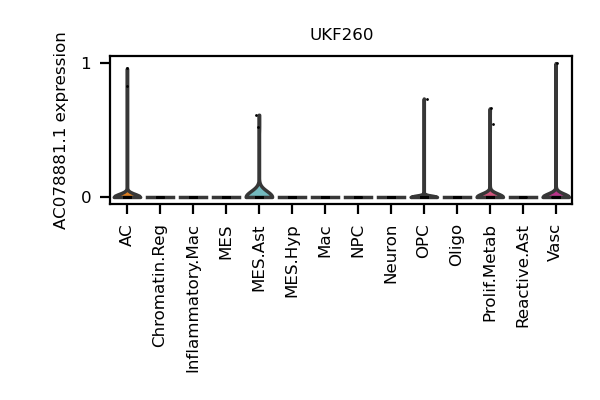 UKF260
AC078881.1 expression
1
0
AC
Chromatin.Reg
Inflammatory.Mac
MES
MES.Ast
MES.Hyp
Mac
NPC
Neuron
OPC
Oligo
Prolif.Metab
Reactive.Ast
Vasc